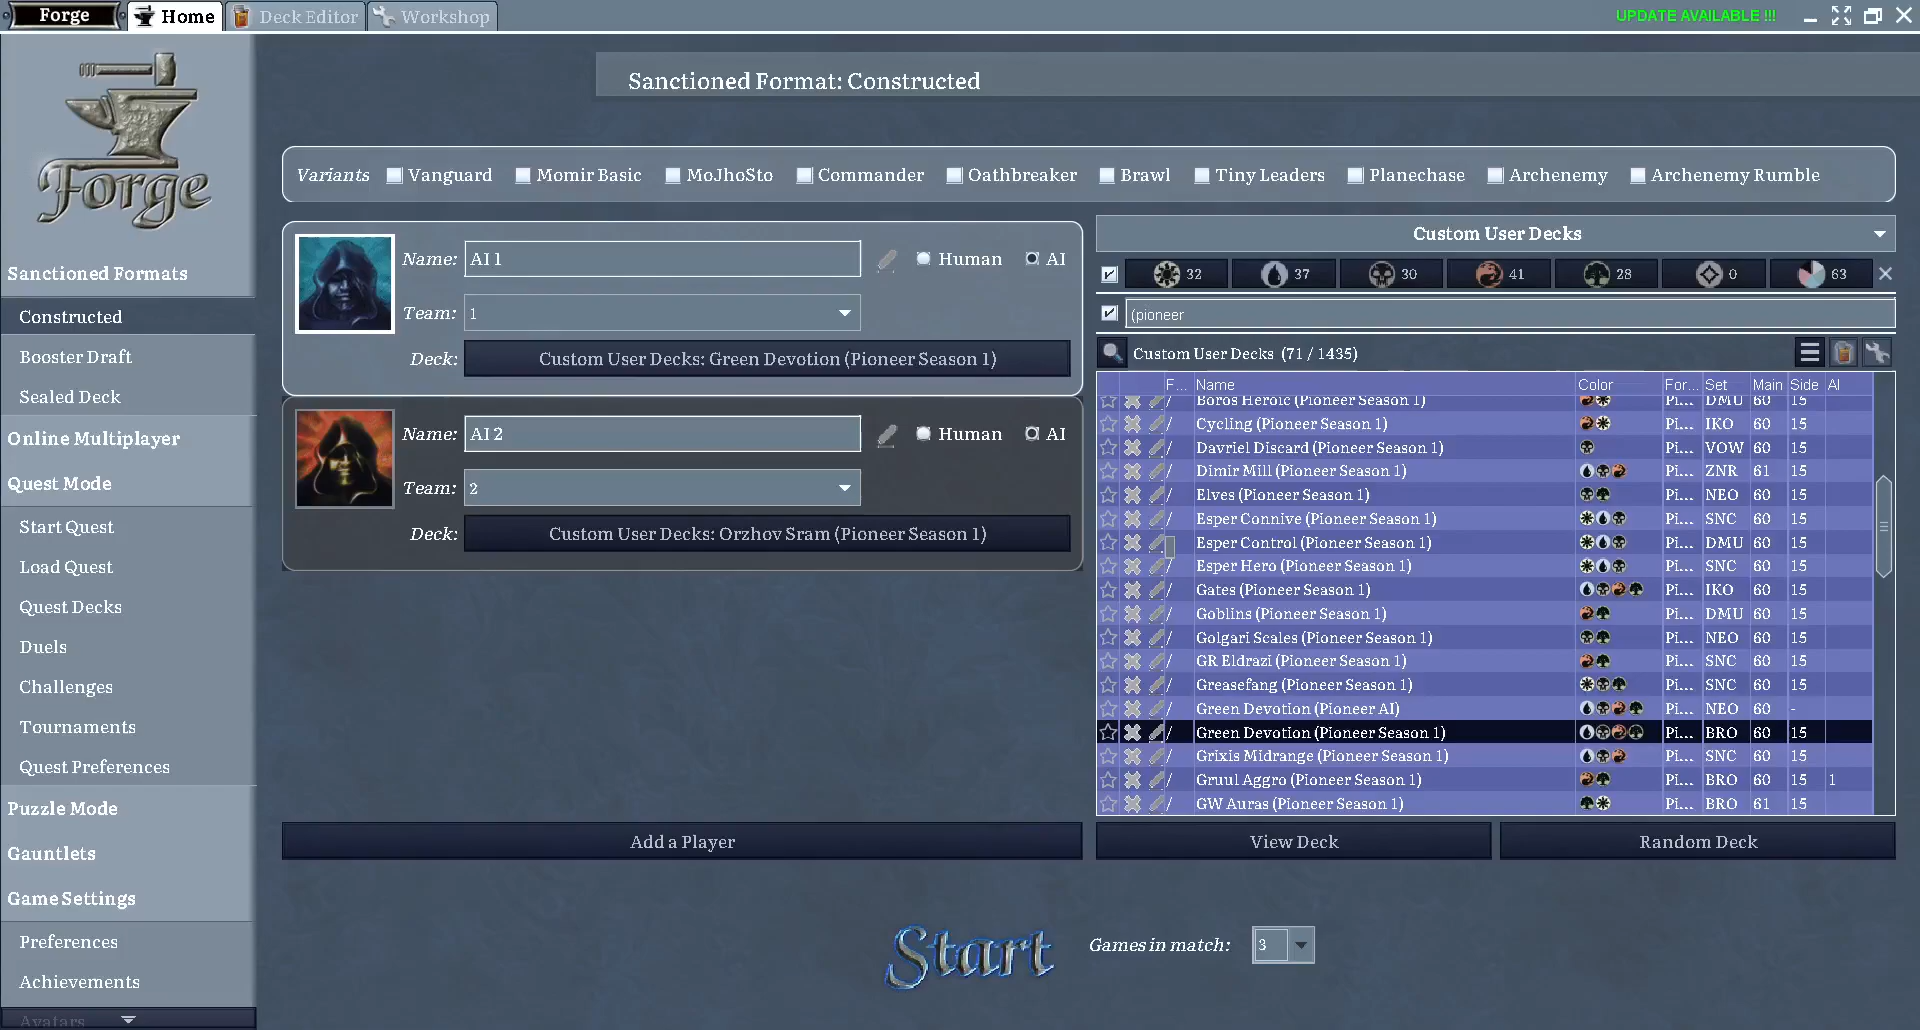 Forge
Home
Deck Editor
Workshop
UPDATE AVAILABLE !!!
Forge
Sanctioned Format: Constructed
Variants
Vanguard
Momir Basic
MoJhoSto
Commander
Oathbreaker
Brawl
Tiny Leaders
Planechase
Archenemy
Archenemy Rumble
Sanctioned Formats
Constructed
Booster Draft
Sealed Deck
Online Multiplayer
Quest Mode
Start Quest
Load Quest
Quest Decks
Duels
Challenges
Tournaments
Quest Preferences
Puzzle Mode
Gauntlets
Game Settings
Preferences
Achievements
Avatars
Name: AI 1
Human AI
Team: 1
Deck: Custom User Decks: Green Devotion (Pioneer Season 1)
Name: AI 2
Human AI
Team: 2
Deck: Custom User Decks: Orzhov Sram (Pioneer Season 1)
Add a Player
Custom User Decks
32 37 30 41 28 0 63
(pioneer
Custom User Decks (71 / 1435)
F... Name Color For... Set Main Side AI
/ Boros Heroic (Pioneer Season 1) Pi... DMU 60 15
/ Cycling (Pioneer Season 1) Pi... IKO 60 15
/ Davriel Discard (Pioneer Season 1) Pi... VOW 60 15
/ Dimir Mill (Pioneer Season 1) Pi... ZNR 61 15
/ Elves (Pioneer Season 1) Pi... NEO 60 15
/ Esper Connive (Pioneer Season 1) Pi... SNC 60 15
/ Esper Control (Pioneer Season 1) Pi... DMU 60 15
/ Esper Hero (Pioneer Season 1) Pi... SNC 60 15
/ Gates (Pioneer Season 1) Pi... IKO 60 15
/ Goblins (Pioneer Season 1) Pi... DMU 60 15
/ Golgari Scales (Pioneer Season 1) Pi... NEO 60 15
/ GR Eldrazi (Pioneer Season 1) Pi... SNC 60 15
/ Greasefang (Pioneer Season 1) Pi... SNC 60 15
/ Green Devotion (Pioneer AI) Pi... NEO 60 -
/ Green Devotion (Pioneer Season 1) Pi... BRO 60 15
/ Grixis Midrange (Pioneer Season 1) Pi... SNC 60 15
/ Gruul Aggro (Pioneer Season 1) Pi... BRO 60 15 1
/ GW Auras (Pioneer Season 1) Pi... BRO 61 15
View Deck
Random Deck
Start
Games in match: 3